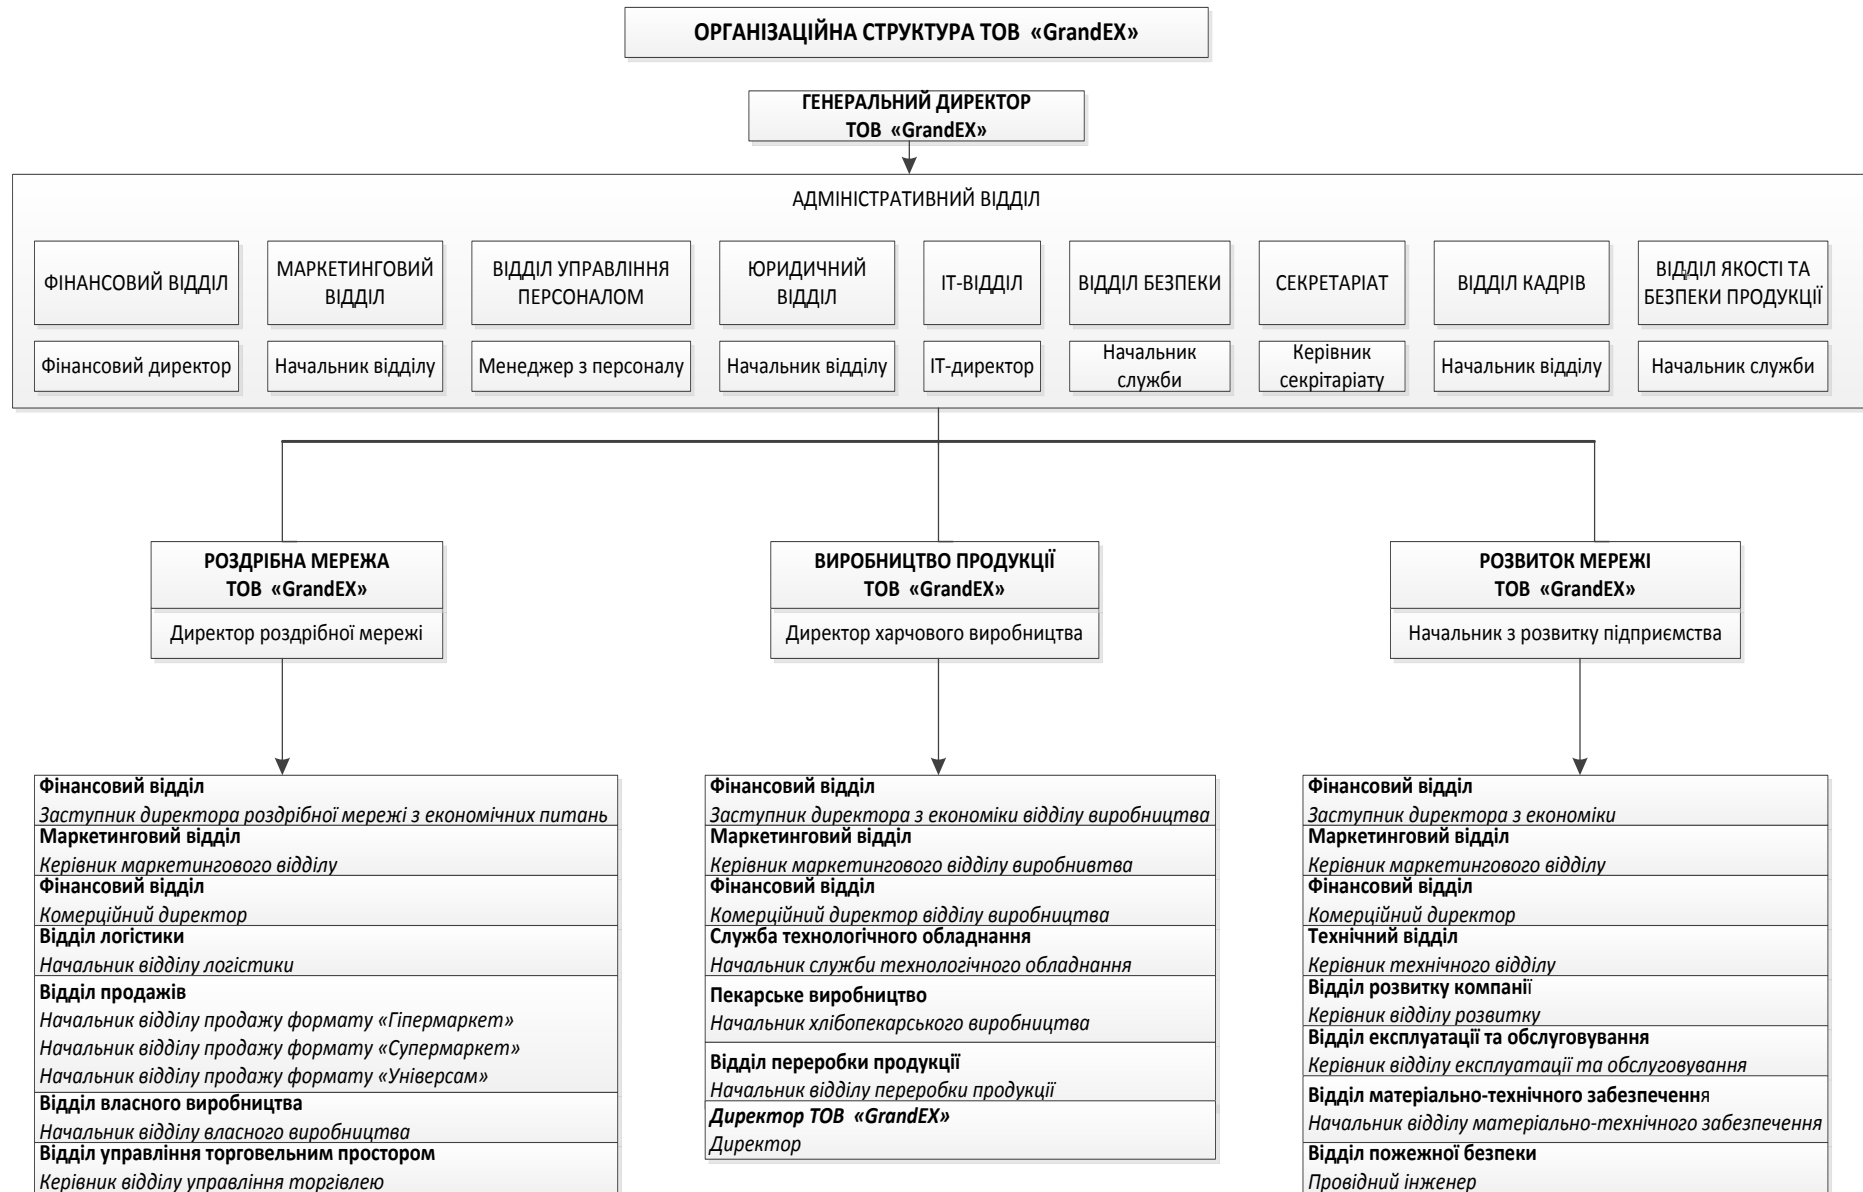 ОРГАНІЗАЦІЙНА СТРУКТУРА ТОВ «GrandEX»
ГЕНЕРАЛЬНИЙ ДИРЕКТОР
ТОВ «GrandEX»
АДМІНІСТРАТИВНИЙ ВІДДІЛ
ФІНАНСОВИЙ ВІДДІЛ
МАРКЕТИНГОВИЙ
ВІДДІЛ
ВІДДІЛ УПРАВЛІННЯ
ПЕРСОНАЛОМ
ЮРИДИЧНИЙ
ВІДДІЛ
ІТ-ВІДДІЛ
ВІДДІЛ БЕЗПЕКИ
СЕКРЕТАРІАТ
ВІДДІЛ КАДРІВ
ВІДДІЛ ЯКОСТІ ТА
БЕЗПЕКИ ПРОДУКЦІЇ
Фінансовий директор
Начальник відділу
Менеджер з персоналу
Начальник відділу
ІТ-директор
Начальник
служби
Керівник
секрітаріату
Начальник відділу
Начальник служби
РОЗДРІБНА МЕРЕЖА
ТОВ «GrandEX»
Директор роздрібної мережі
ВИРОБНИЦТВО ПРОДУКЦІЇ
ТОВ «GrandEX»
Директор харчового виробництва
РОЗВИТОК МЕРЕЖІ
ТОВ «GrandEX»
Начальник з розвитку підприємства
Фінансовий відділ
Заступник директора роздрібної мережі з економічних питань
Маркетинговий відділ
Керівник маркетингового відділу
Фінансовий відділ
Комерційний директор
Відділ логістики
Начальник відділу логістики
Відділ продажів
Начальник відділу продажу формату «Гіпермаркет»
Начальник відділу продажу формату «Супермаркет»
Начальник відділу продажу формату «Універсам»
Відділ власного виробництва
Начальник відділу власного виробництва
Відділ управління торговельним простором
Керівник відділу управління торгівлею
Фінансовий відділ
Заступник директора з економіки відділу виробництва
Маркетинговий відділ
Керівник маркетингового відділу виробнивтва
Фінансовий відділ
Комерційний директор відділу виробництва
Служба технологічного обладнання
Начальник служби технологічного обладнання
Пекарське виробництво
Начальник хлібопекарського виробництва
Відділ переробки продукції
Начальник відділу переробки продукції
Директор ТОВ «GrandEX»
Директор
Фінансовий відділ
Заступник директора з економіки
Маркетинговий відділ
Керівник маркетингового відділу
Фінансовий відділ
Комерційний директор
Технічний відділ
Керівник технічного відділу
Відділ розвитку компанії
Керівник відділу розвитку
Відділ експлуатації та обслуговування
Керівник відділу експлуатації та обслуговування
Відділ матеріально-технічного забезпечення
Начальник відділу матеріально-технічного забезпечення
Відділ пожежної безпеки
Провідний інженер